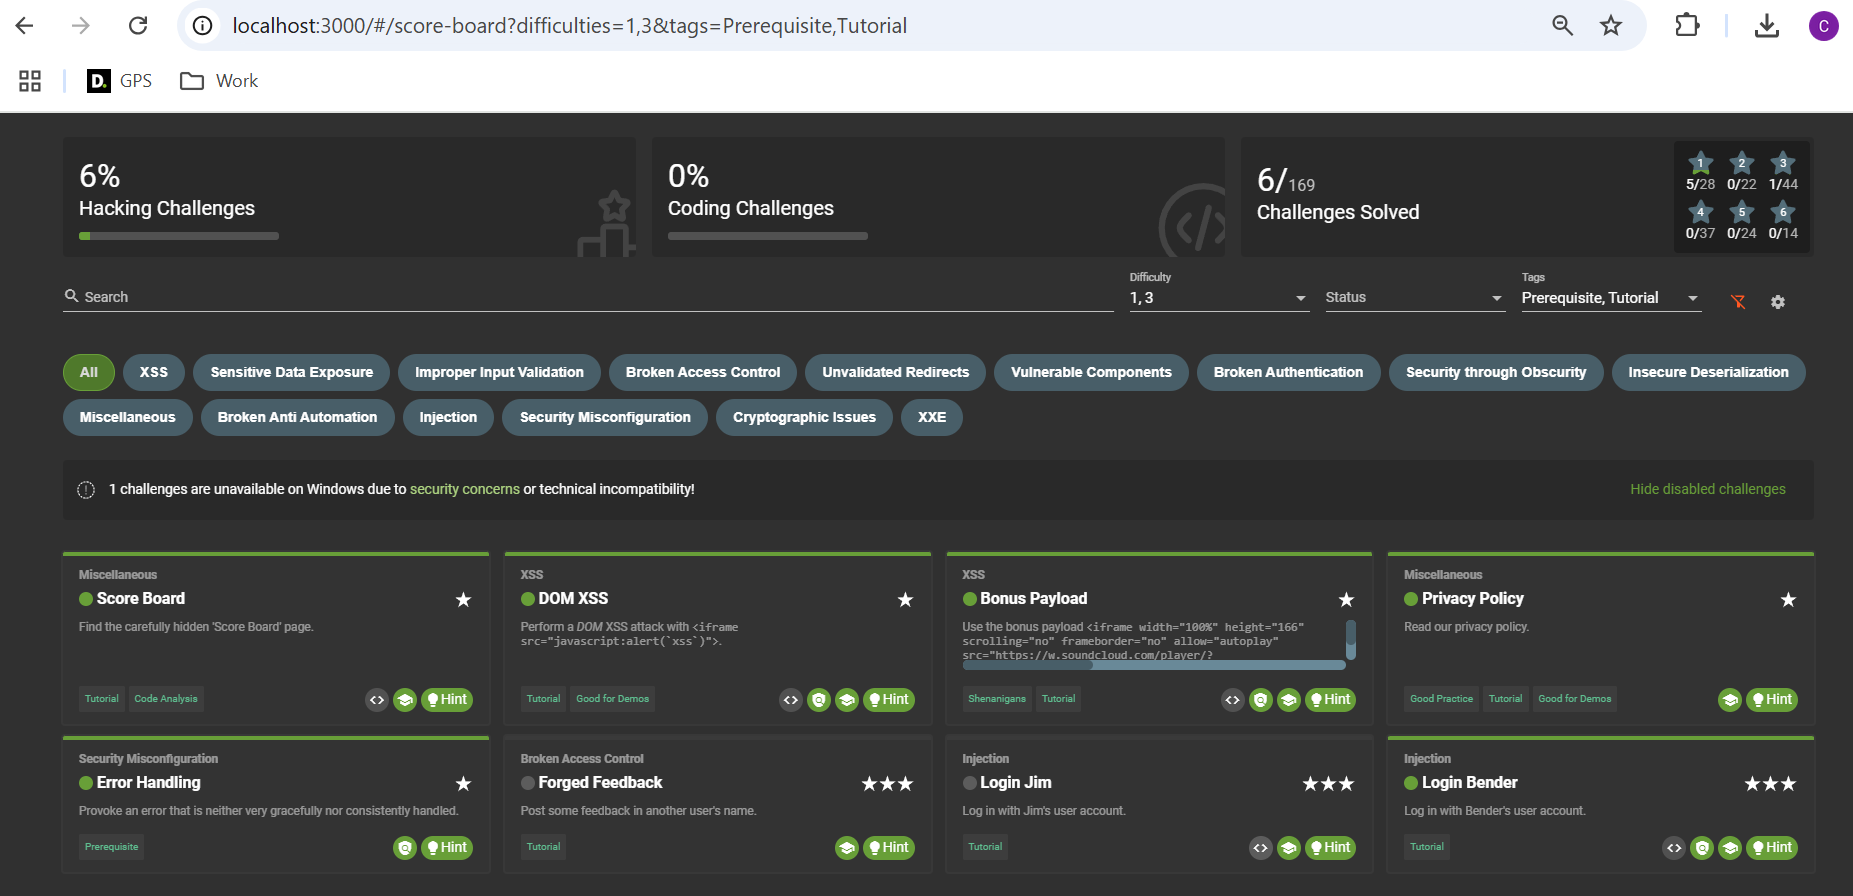 localhost:3000/#/score-board?difficulties=1,3&tags=Prerequisite,Tutorial
C
D. GPS
Work
6%
Hacking Challenges
0%
Coding Challenges
6/169
Challenges Solved
1 2 3
5/28 0/22 1/44
4 5 6
0/37 0/24 0/14
Search
Difficulty
1, 3
Status
Tags
Prerequisite, Tutorial
All XSS Sensitive Data Exposure Improper Input Validation Broken Access Control Unvalidated Redirects Vulnerable Components Broken Authentication Security through Obscurity Insecure Deserialization
Miscellaneous Broken Anti Automation Injection Security Misconfiguration Cryptographic Issues XXE
1 challenges are unavailable on Windows due to security concerns or technical incompatibility!
Hide disabled challenges
Miscellaneous
Score Board
Find the carefully hidden 'Score Board' page.
Tutorial Code Analysis <> Hint
XSS
DOM XSS
Perform a DOM XSS attack with <iframe
src="javascript:alert(`xss`)">.
Tutorial Good for Demos <> Hint
XSS
Bonus Payload
Use the bonus payload <iframe width="100%" height="166"
scrolling="no" frameborder="no" allow="autoplay"
src="https://w.soundcloud.com/player/?
Shenanigans Tutorial <> Hint
Miscellaneous
Privacy Policy
Read our privacy policy.
Good Practice Tutorial Good for Demos Hint
Security Misconfiguration
Error Handling
Provoke an error that is neither very gracefully nor consistently handled.
Prerequisite Hint
Broken Access Control
Forged Feedback
Post some feedback in another user's name.
Tutorial Hint
Injection
Login Jim
Log in with Jim's user account.
Tutorial <> Hint
Injection
Login Bender
Log in with Bender's user account.
Tutorial <> Hint